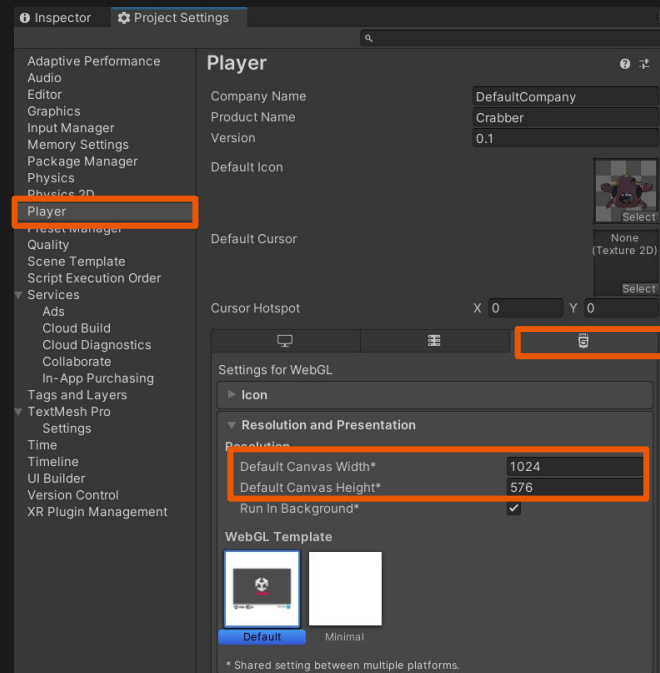 Inspector
Project Settings
Adaptive Performance
Audio
Editor
Graphics
Input Manager
Memory Settings
Package Manager
Physics
Physics 2D
Player
Preset Manager
Quality
Scene Template
Script Execution Order
Services
Ads
Cloud Build
Cloud Diagnostics
Collaborate
In-App Purchasing
Tags and Layers
TextMesh Pro
Settings
Time
Timeline
UI Builder
Version Control
XR Plugin Management
Player
Company Name DefaultCompany
Product Name Crabber
Version 0.1
Default Icon
Select
Default Cursor
None
(Texture 2D)
Select
Cursor Hotspot X 0 Y 0
Settings for WebGL
Icon
Resolution and Presentation
Resolution
Default Canvas Width* 1024
Default Canvas Height* 576
Run In Background*
WebGL Template
Default Minimal
* Shared setting between multiple platforms.